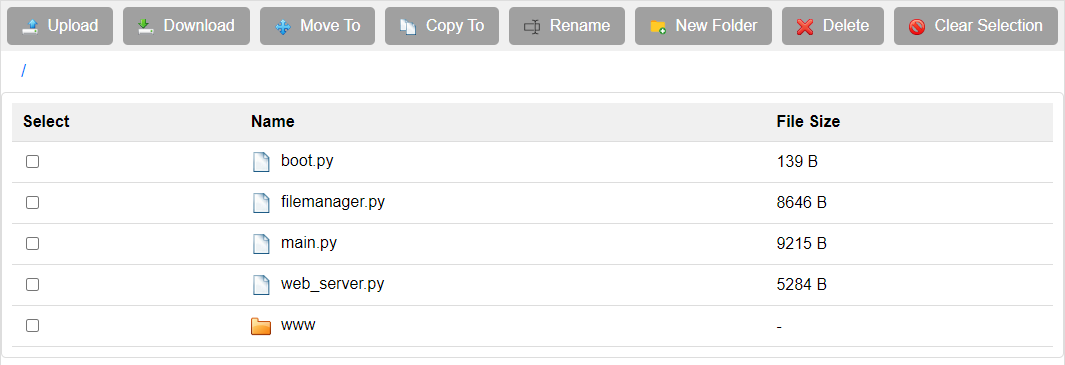 Upload Download Move To Copy To Rename New Folder Delete Clear Selection
/
Select Name File Size
boot.py 139 B
filemanager.py 8646 B
main.py 9215 B
web_server.py 5284 B
www -